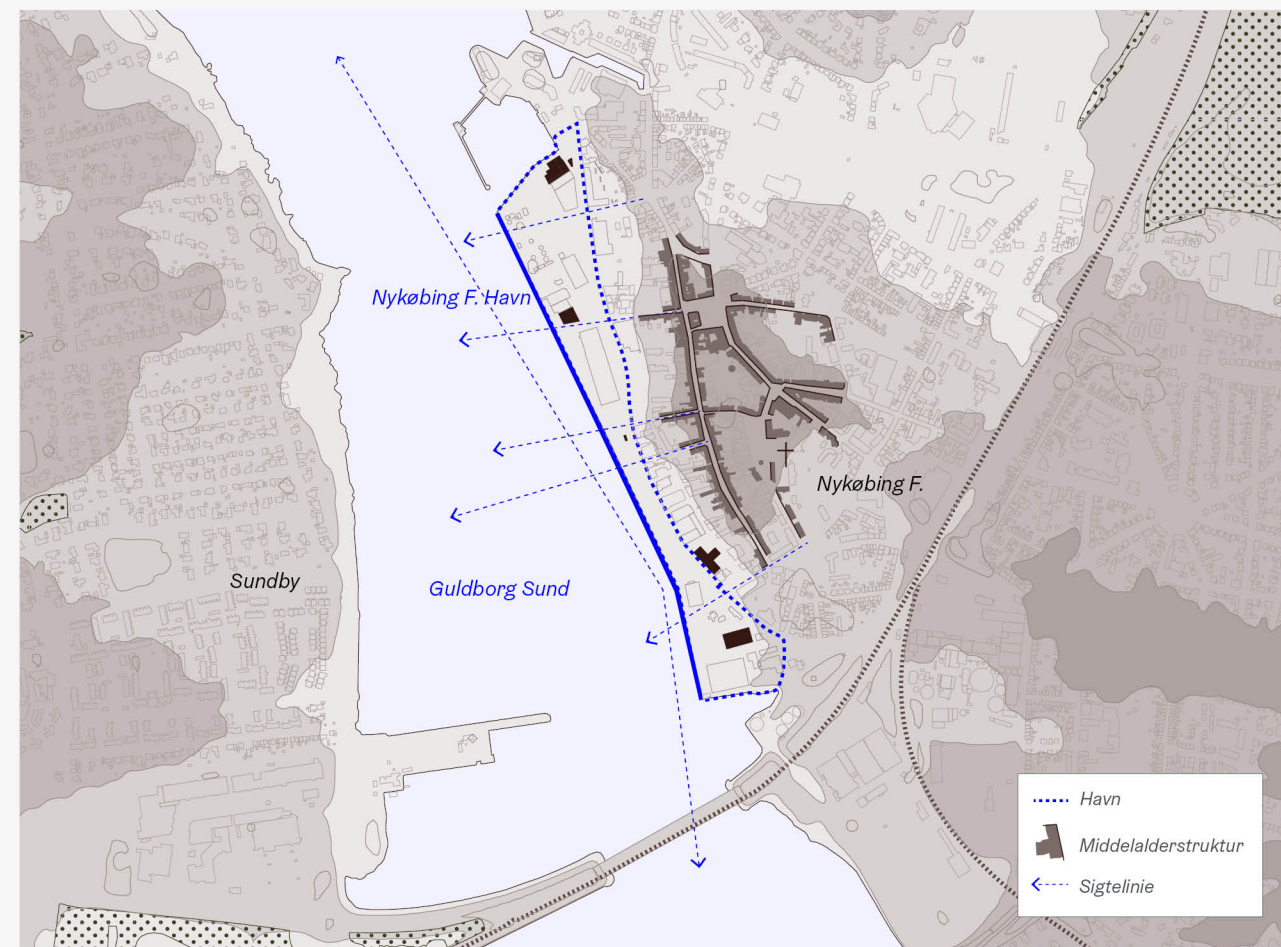 Nykøbing F. Havn
Nykøbing F.
Sundby
Guldborg Sund
Havn
Middelalderstruktur
Sigtelinie